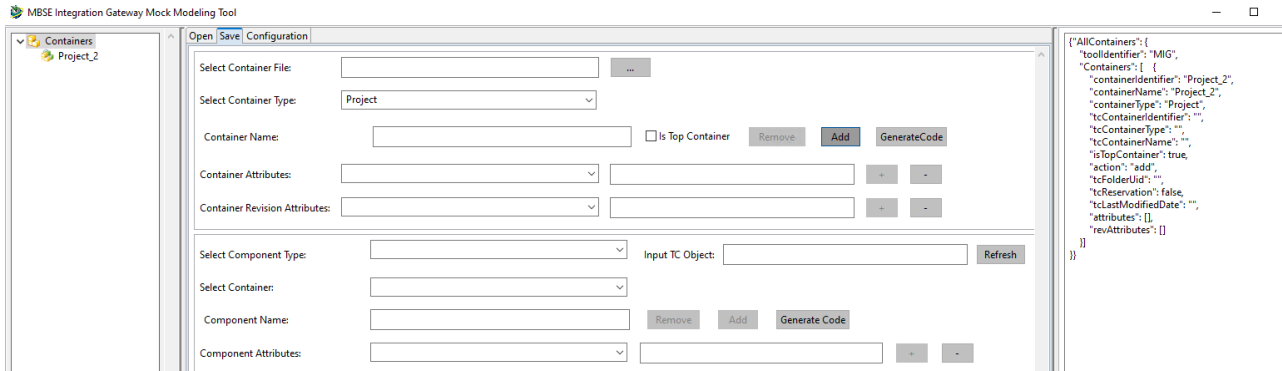 MBSE Integration Gateway Mock Modeling Tool
Containers
Project_2
Open Save Configuration
Select Container File:
...
Select Container Type:
Project
Container Name:
Is Top Container
Remove
Add
GenerateCode
Container Attributes:
+
-
Container Revision Attributes:
+
-
Select Component Type:
Input TC Object:
Refresh
Select Container:
Component Name:
Remove
Add
Generate Code
Component Attributes:
+
-
{"AllContainers": {
"toolIdentifier": "MIG",
"Containers": [ {
"containerIdentifier": "Project_2",
"containerName": "Project_2",
"containerType": "Project",
"tcContainerIdentifier": "",
"tcContainerType": "",
"tcContainerName": "",
"isTopContainer": true,
"action": "add",
"tcFolderUid": "",
"tcReservation": false,
"tcLastModifiedDate": "",
"attributes": [],
"revAttributes": []
}]
}}